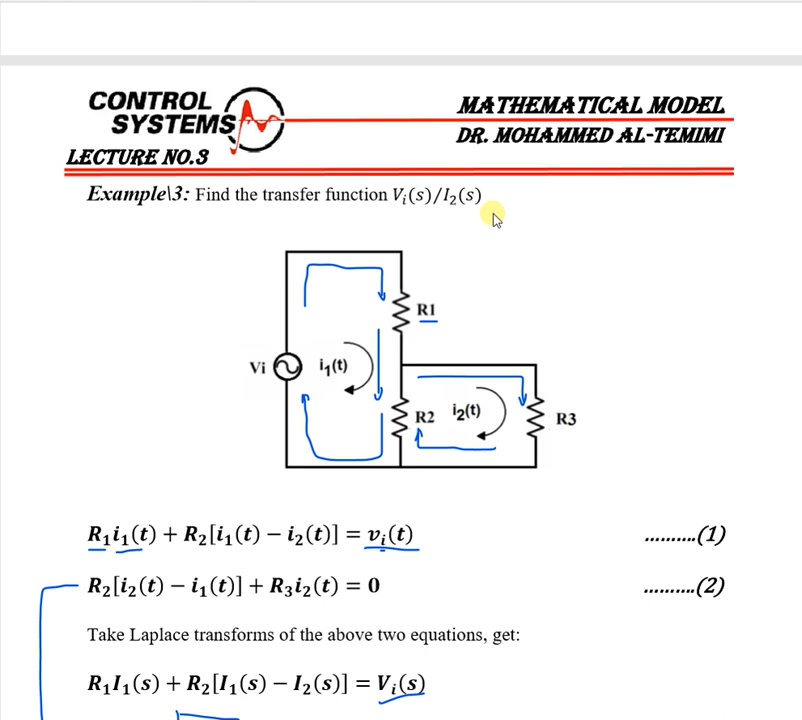 CONTROL
SYSTEMS
LECTURE NO.3
MATHEMATICAL MODEL
DR. MOHAMMED AL-TEMIMI
Example\3: Find the transfer function Vᵢ(s)/I₂(s)
R1
Vi
i₁(t)
R2
i₂(t)
R3
R₁i₁(t) + R₂[i₁(t) − i₂(t)] = vᵢ(t) ..........(1)
R₂[i₂(t) − i₁(t)] + R₃i₂(t) = 0 ..........(2)
Take Laplace transforms of the above two equations, get:
R₁I₁(s) + R₂[I₁(s) − I₂(s)] = Vᵢ(s)